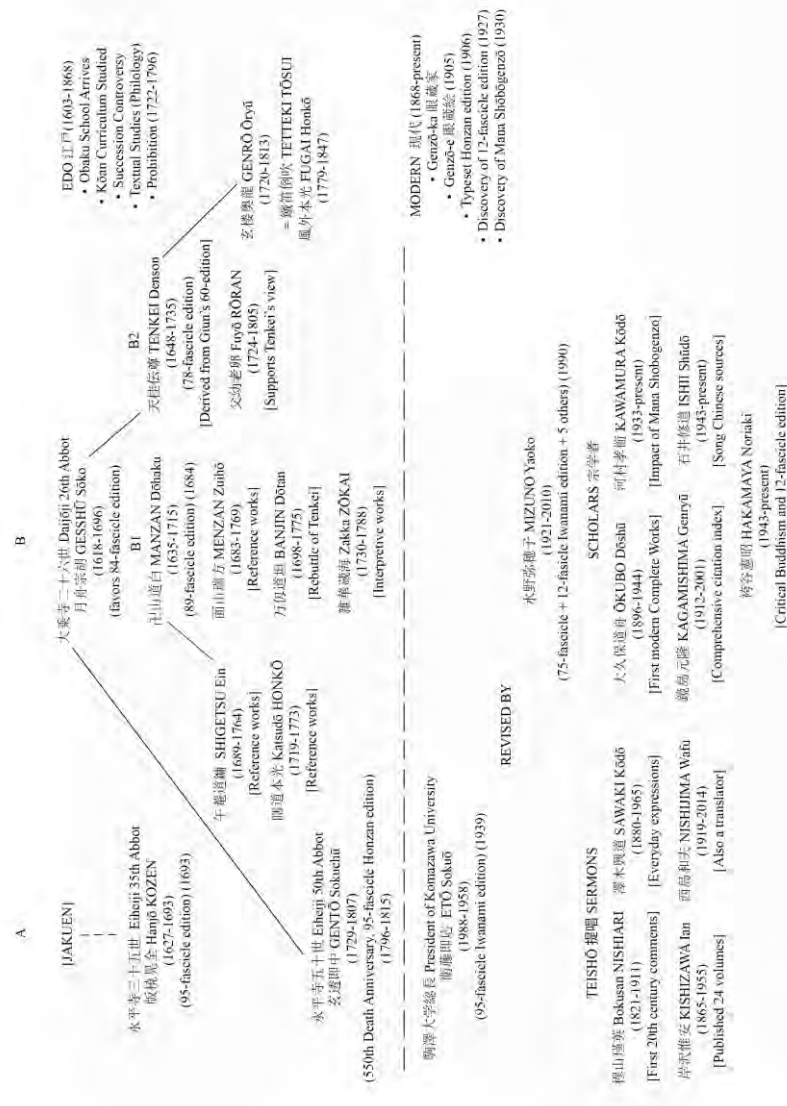 A
B
[JAKUEN]
永平寺三十五世 Eiheiji 35th Abbot
版橈晃全 Hanjō KOZEN
(1627-1693)
(95-fascicle edition) (1693)
大乗寺二十六世 Daijōji 26th Abbot
月舟宗胡 GESSHŪ Sōko
(1618-1696)
(favors 84-fascicle edition)
EDO 江戸(1603-1868)
• Obaku School Arrives
• Kōan Curriculum Studied
• Succession Controversy
• Textual Studies (Philology)
• Prohibition (1722-1796)
B1
卍山道白 MANZAN Dōhaku
(1635-1715)
(89-fascicle edition) (1684)
B2
天桂伝尊 TENKEI Denson
(1648-1735)
(78-fascicle edition)
[Derived from Giun's 60-edition]
午菴道鏞 SHIGETSU Ein
(1689-1764)
[Reference works]
面山瑞方 MENZAN Zuihō
(1683-1769)
[Reference works]
父幼老卵 Fuyō RŌRAN
(1724-1805)
[Supports Tenkei's view]
玄楼奥龍 GENRŌ Ōryū
(1720-1813)
= 鐵笛倒吹 TETTEKI TŌSUI
風外本光 FUGAI Honkō
(1779-1847)
道本光 Katsudō HONKŌ
(1719-1773)
[Reference works]
万仭道坦 BANJIN Dōtan
(1698-1775)
[Rebuttle of Tenkei]
雑華蔵海 Zakka ZŌKAI
(1730-1788)
[Interpretive works]
永平寺五十世 Eiheiji 50th Abbot
玄透即中 GENTŌ Sokuchū
(1729-1807)
(550th Death Anniversary, 95-fascicle Honzan edition)
(1796-1815)
駒澤大学總長 President of Komazawa University
衛藤即応 ETŌ Sokuō
(1988-1958)
(95-fascicle Iwanami edition) (1939)
MODERN 現代 (1868-present)
• Genzō-ka 眼蔵家
• Genzō-e 眼蔵絵 (1905)
• Typeset Honzan edition (1906)
• Discovery of 12-fascicle edition (1927)
• Discovery of Mana Shōbōgenzō (1930)
REVISED BY
水野弥穂子 MIZUNO Yaoko
(1921-2010)
(75-fascicle + 12-fasicle Iwanami edition + 5 others) (1990)
TEISHŌ 提唱 SERMONS
穆山瑾英 Bokusan NISHIARI
(1821-1911)
[First 20th century comments]
澤木興道 SAWAKI Kōdō
(1880-1965)
[Everyday expressions]
岸沢惟安 KISHIZAWA Ian
(1865-1955)
[Published 24 volumes]
西島和夫 NISHIJIMA Wafu
(1919-2014)
[Also a translator]
SCHOLARS 宗学者
大久保道舟 ŌKUBO Dōshū
(1896-1944)
[First modern Complete Works]
河村孝道 KAWAMURA Kōdō
(1933-present)
[Impact of Mana Shobogenzo]
鏡島元隆 KAGAMISHIMA Genryū
(1912-2001)
[Comprehensive citation index]
石井修道 ISHII Shūdō
(1943-present)
[Song Chinese sources]
袴谷憲昭 HAKAMAYA Noriaki
(1943-present)
[Critical Buddhism and 12-fascicle edition]